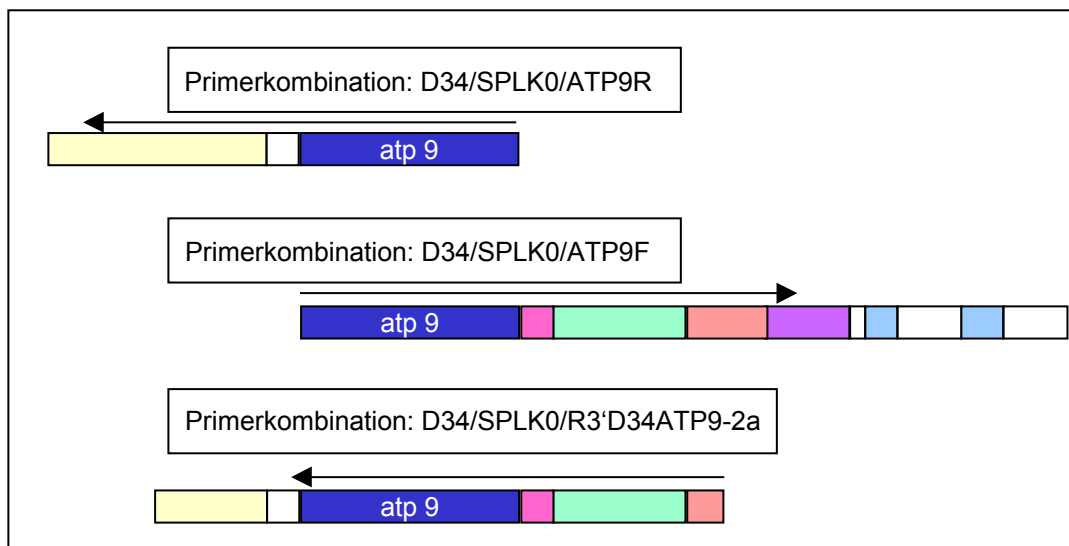 Primerkombination: D34/SPLK0/ATP9R
atp 9
Primerkombination: D34/SPLK0/ATP9F
atp 9
Primerkombination: D34/SPLK0/R3‘D34ATP9-2a
atp 9